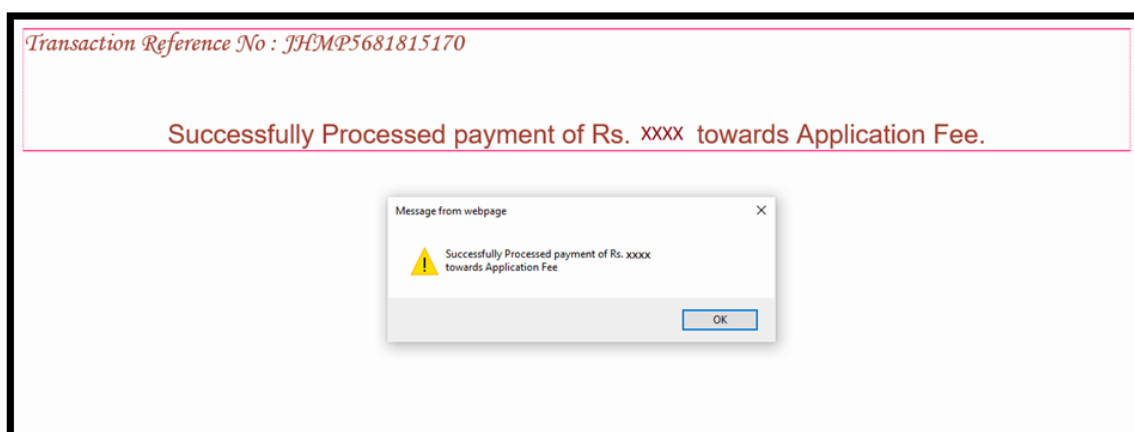 Transaction Reference No : JHMP5681815170
Successfully Processed payment of Rs. xxxx towards Application Fee.
Message from webpage
Successfully Processed payment of Rs. xxxx
towards Application Fee
OK